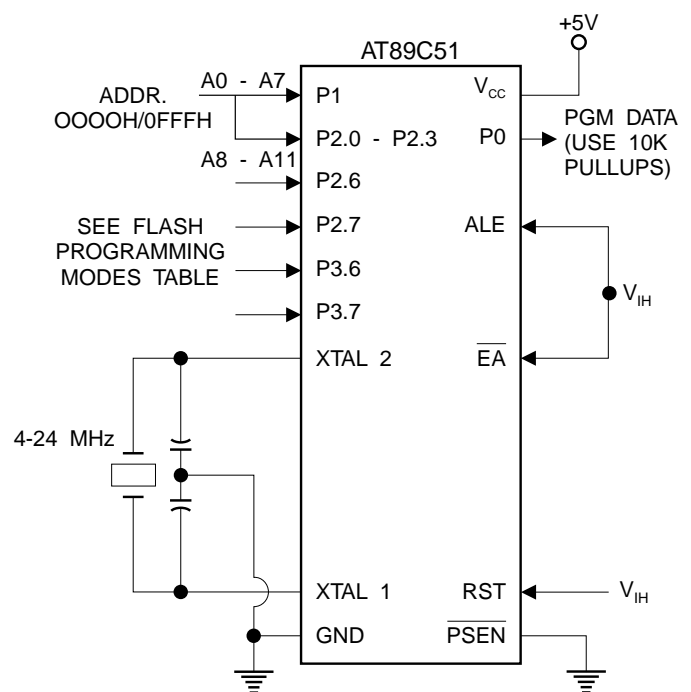 +5V
AT89C51
A0 - A7
ADDR.
OOOOH/0FFFH
P1
VCC
P2.0 - P2.3
P0
PGM DATA
(USE 10K
PULLUPS)
A8 - A11
P2.6
SEE FLASH
PROGRAMMING
MODES TABLE
P2.7
ALE
P3.6
VIH
P3.7
XTAL 2
EA
4-24 MHz
XTAL 1
RST
VIH
GND
PSEN